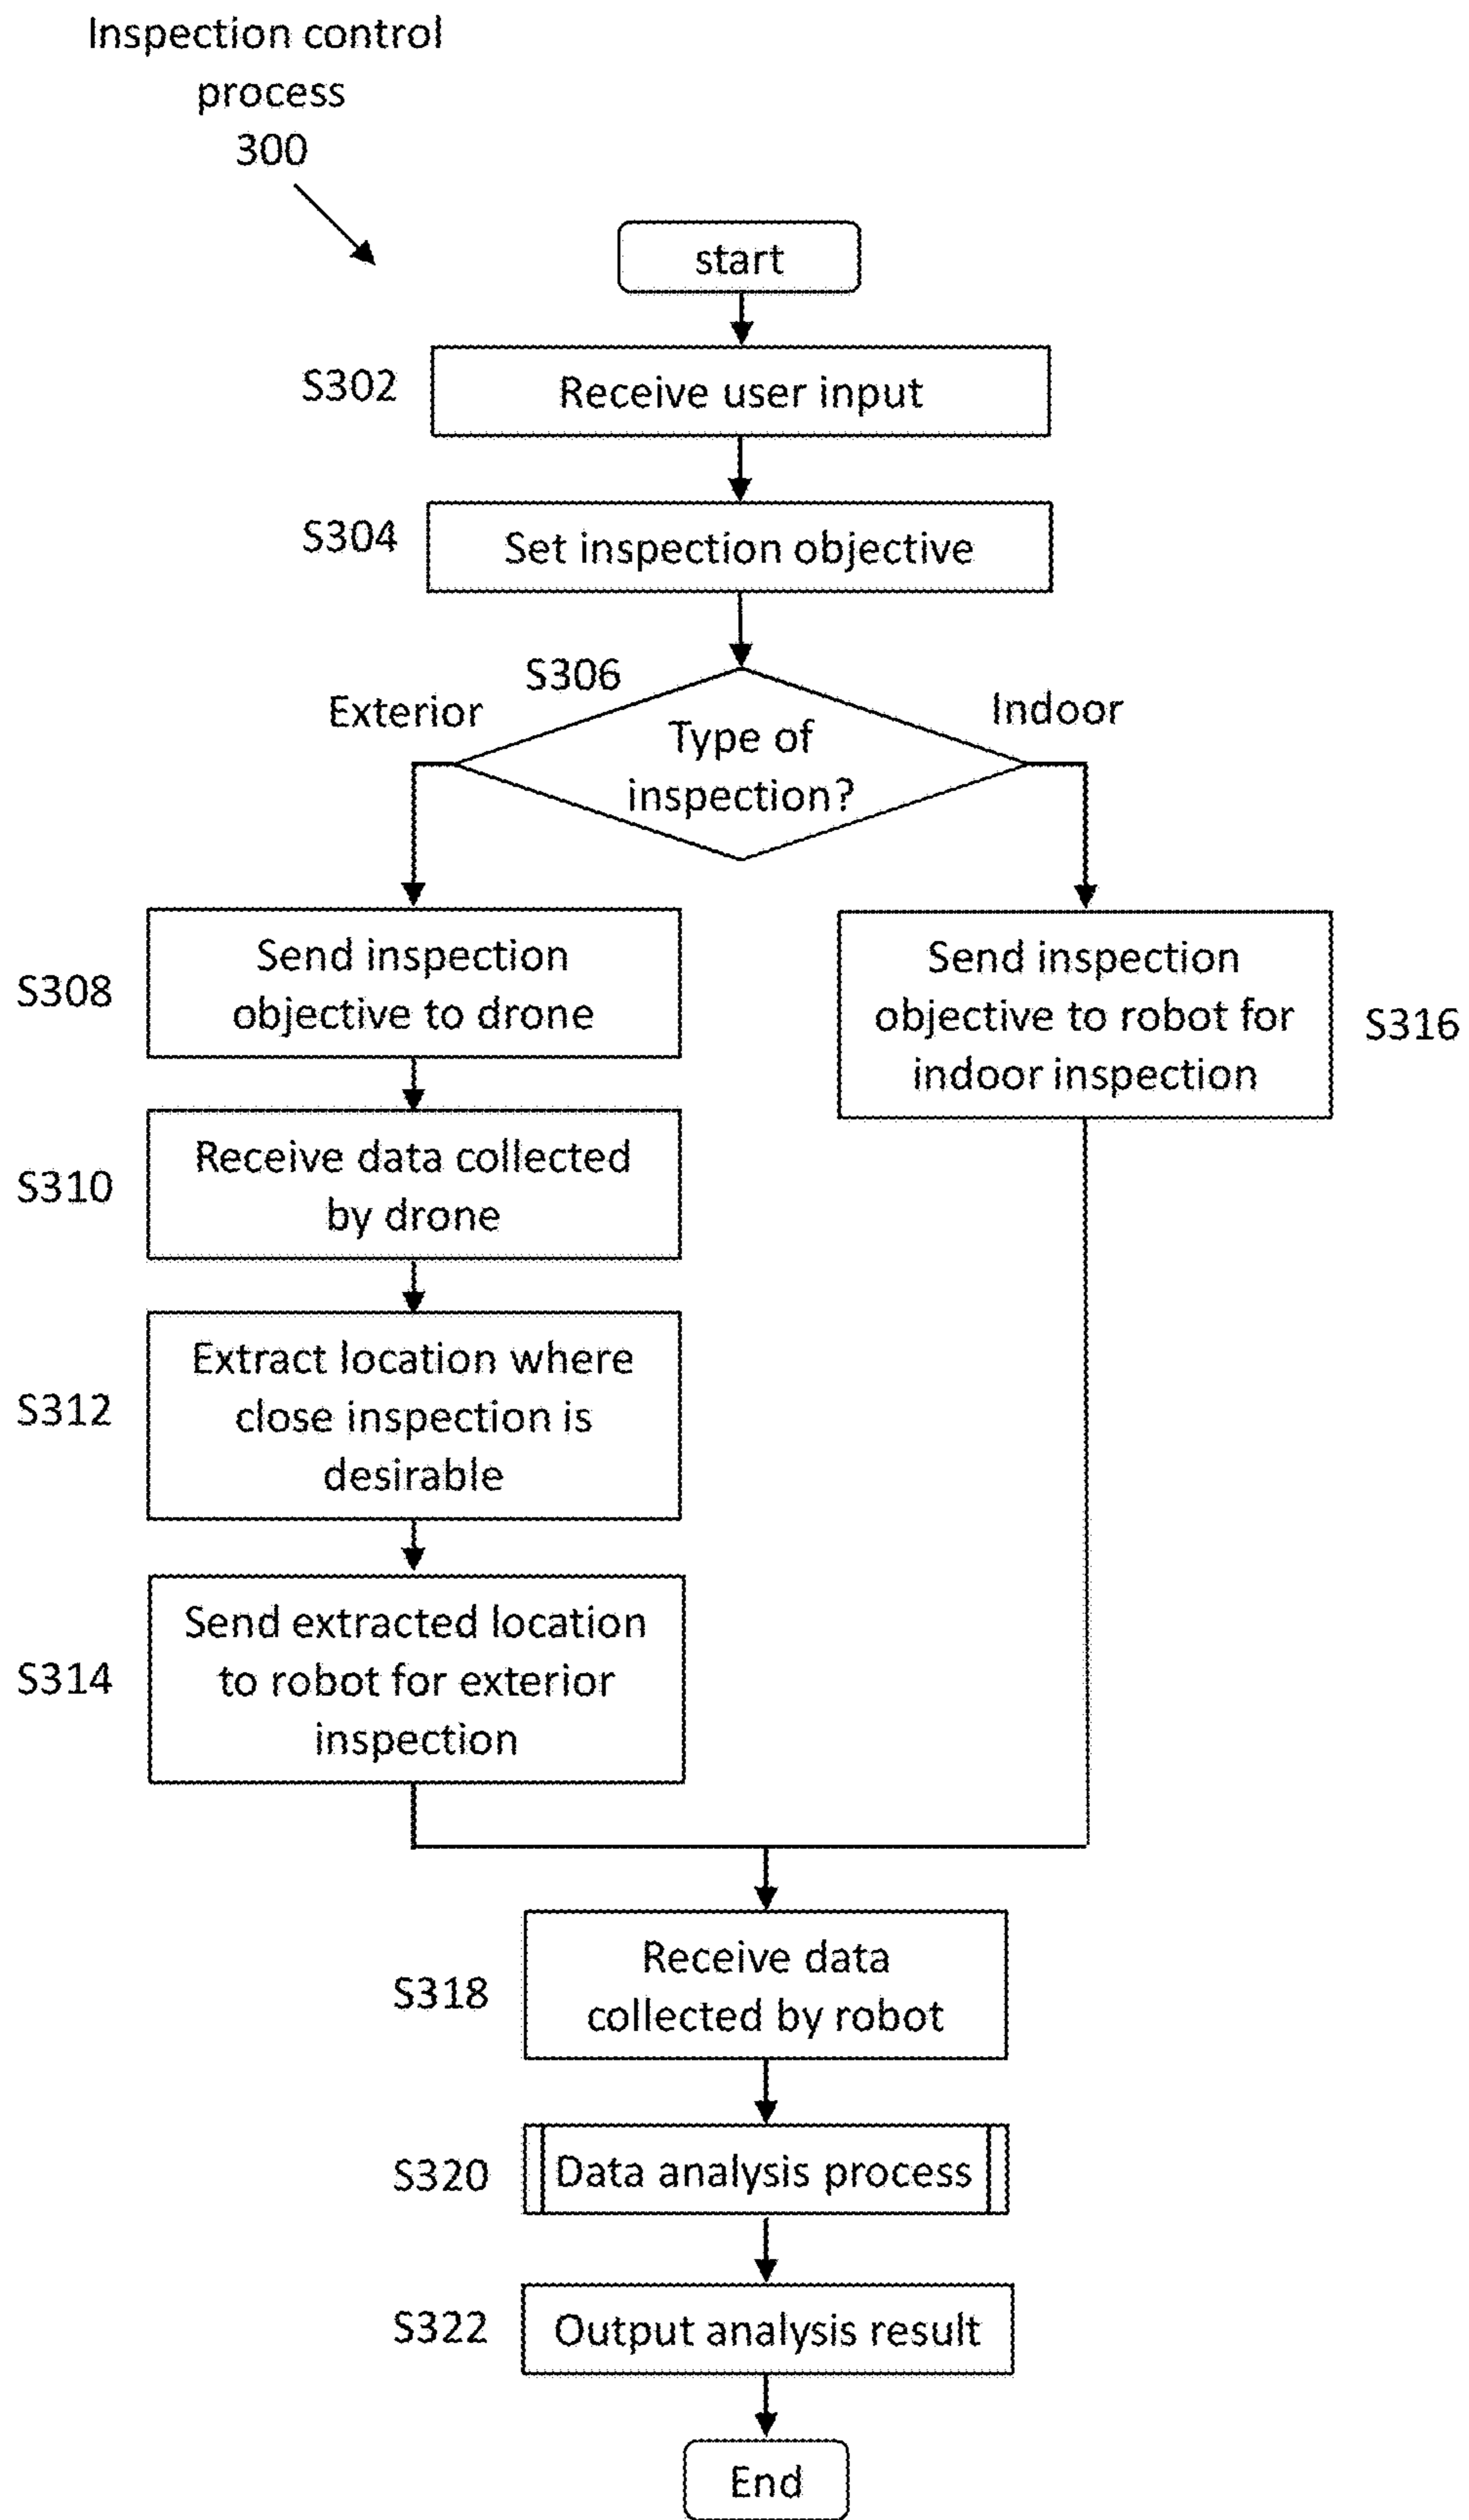 Inspection control
process
300
start
S302
Receive user input
S304
Set inspection objective
S306
Exterior
Indoor
Type of
inspection?
S308
Send inspection
objective to drone
Send inspection
objective to robot for
indoor inspection
S316
S310
Receive data collected
by drone
S312
Extract location where
close inspection is
desirable
S314
Send extracted location
to robot for exterior
inspection
S318
Receive data
collected by robot
S320
Data analysis process
S322
Output analysis result
End